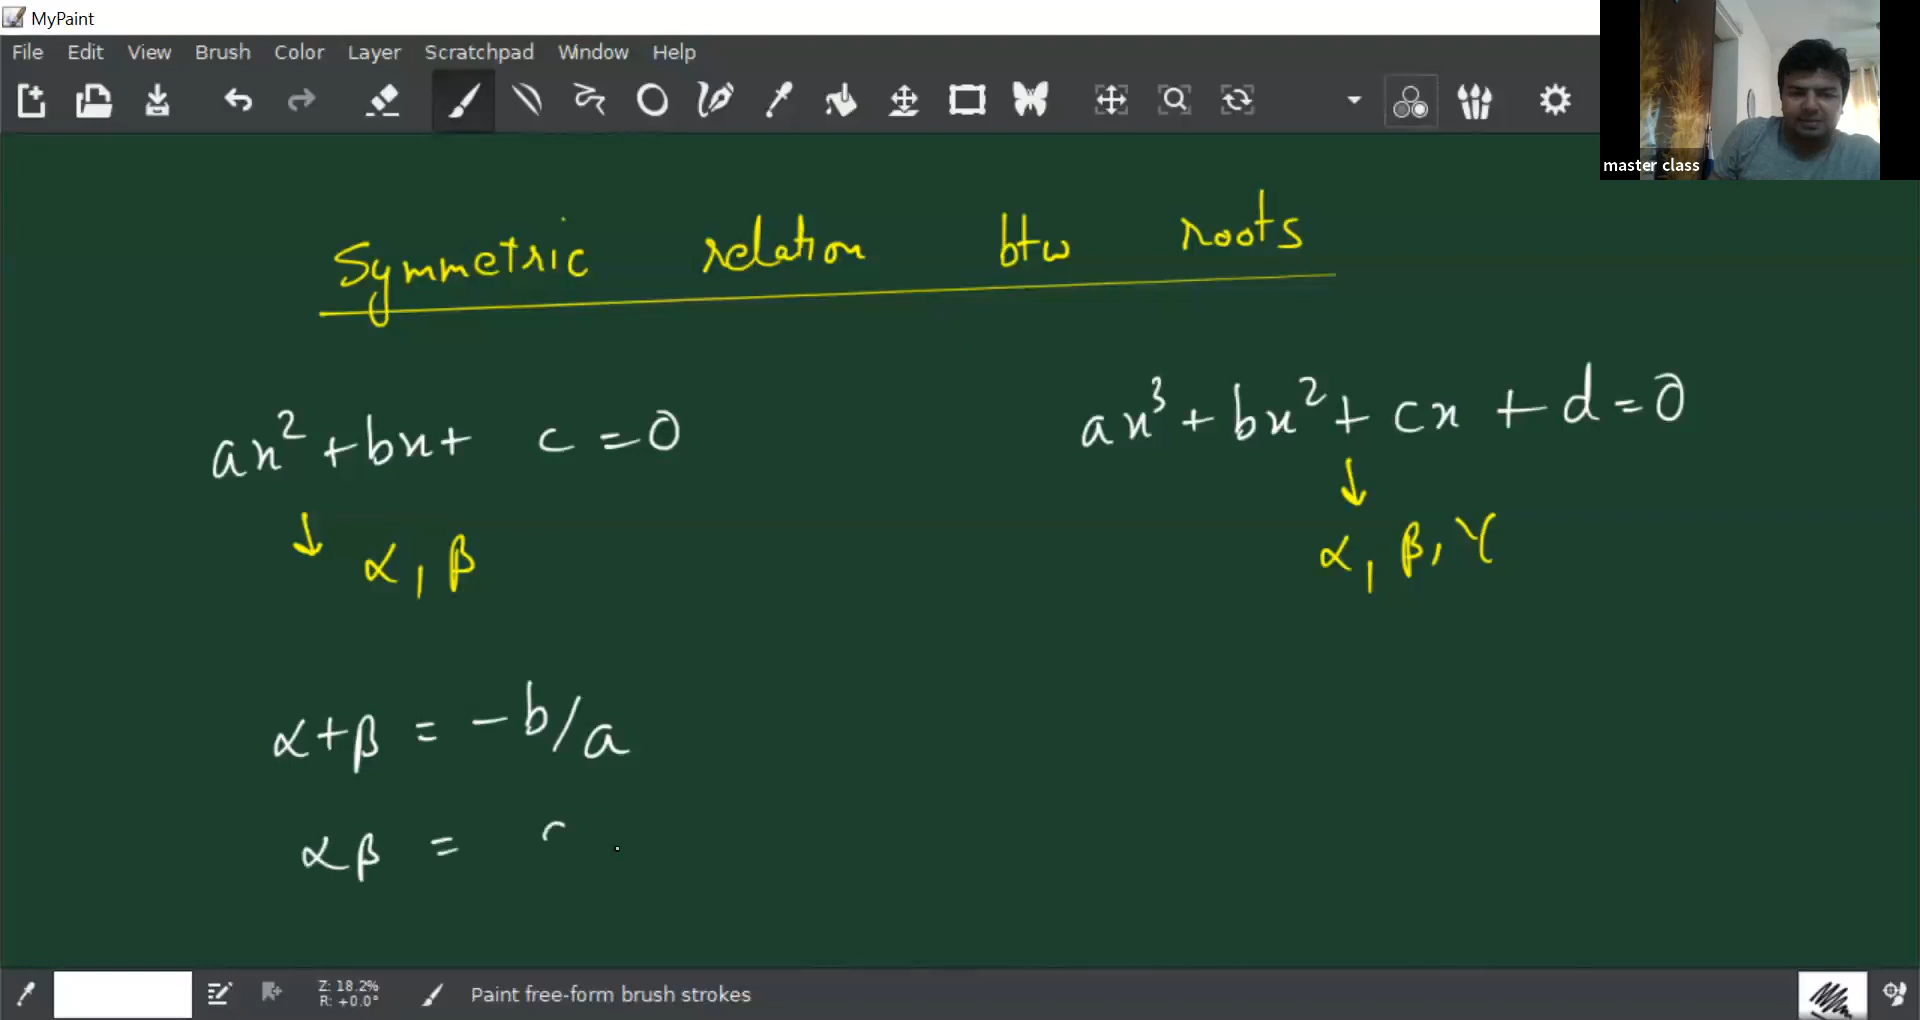 MyPaint
File Edit View Brush Color Layer Scratchpad Window Help
master class
Symmetric relation btw roots
ax² + bx + c = 0
ax³ + bx² + cx + d = 0
↓ α, β
↓
α, β, γ
α+β = -b/a
αβ =
Z: 18.2%
R: +0.0°
Paint free-form brush strokes